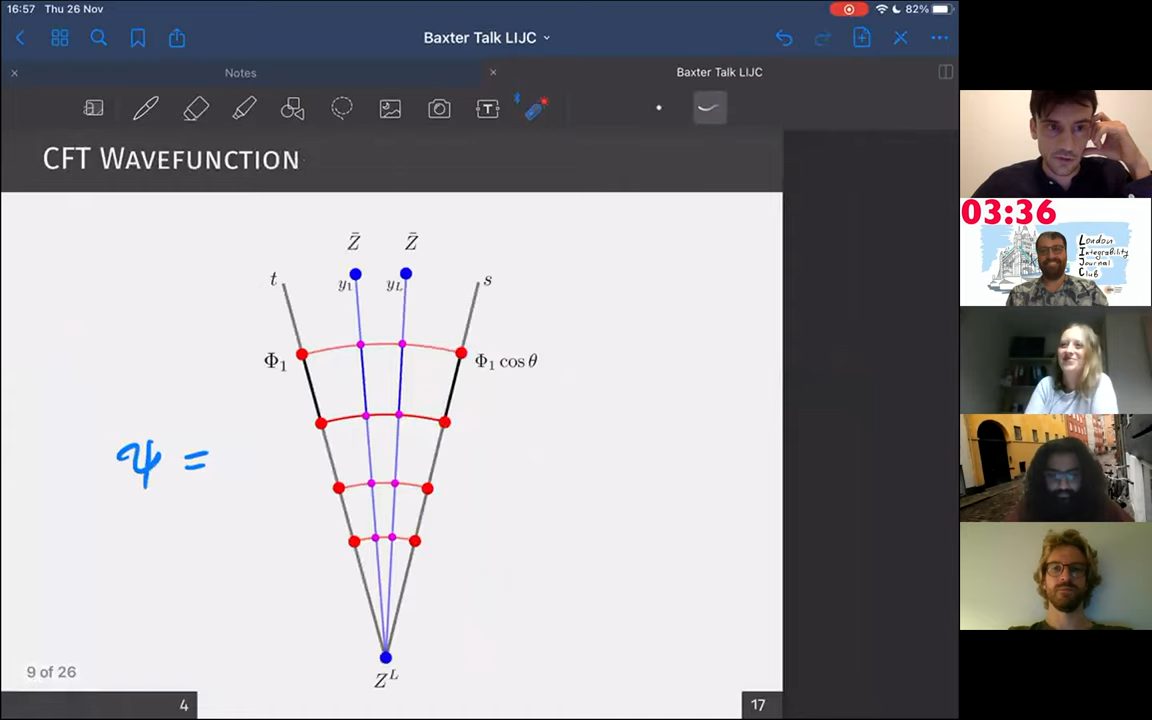 16:57 Thu 26 Nov
82%
Baxter Talk LIJC
Notes
Baxter Talk LIJC
T
CFT WAVEFUNCTION
Z̄ Z̄
t s
y₁ y_L
Φ₁ Φ₁ cos θ
Ψ =
Z^L
9 of 26
4 17
03:36
London
Integrability
Journal
Club